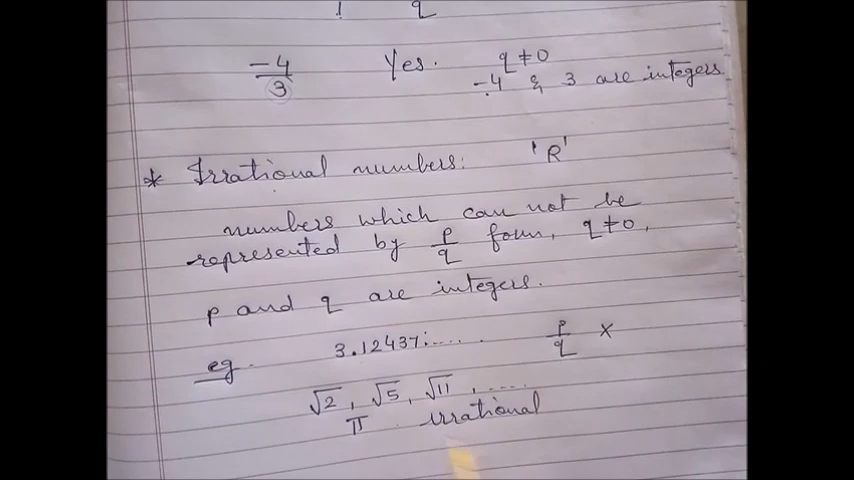 ! q
-4/3 Yes. q ≠ 0
-4 & 3 are integers
* Irrational numbers: 'R'
numbers which can not be
represented by p/q form, q ≠ 0,
p and q are integers.
eg. 3.12437..... p/q ×
√2, √5, √11, ....
π irrational